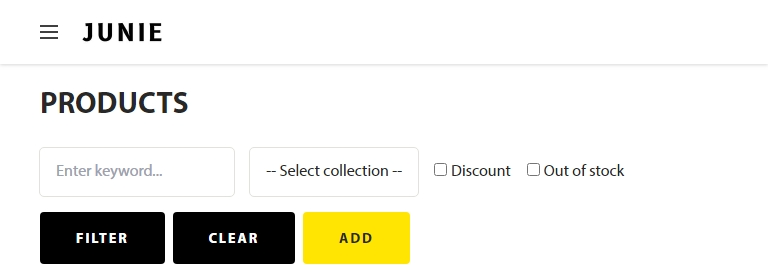 JUNIE
PRODUCTS
Enter keyword...
-- Select collection --
Discount
Out of stock
FILTER
CLEAR
ADD